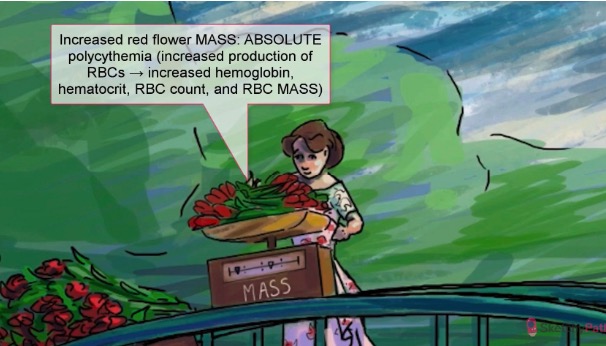 Increased red flower MASS: ABSOLUTE
polycythemia (increased production of
RBCs → increased hemoglobin,
hematocrit, RBC count, and RBC MASS)
MASS